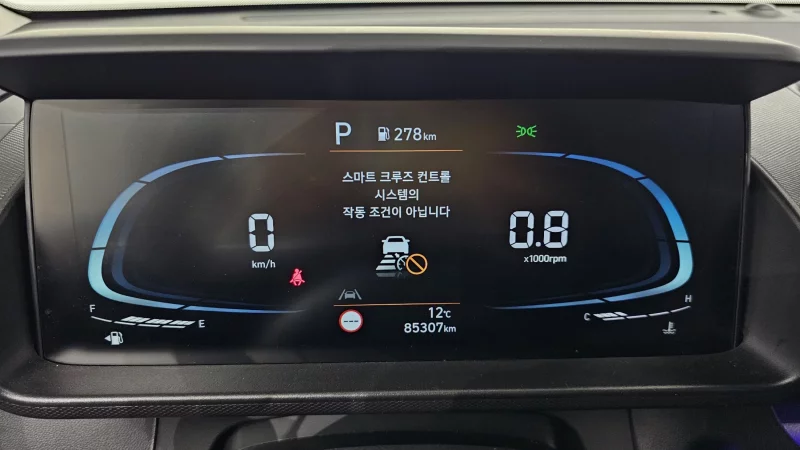 P 278km
스마트 크루즈 컨트롤
시스템의
작동 조건이 아닙니다
0
km/h
0.8
x1000rpm
F E
C H
12℃
85307km